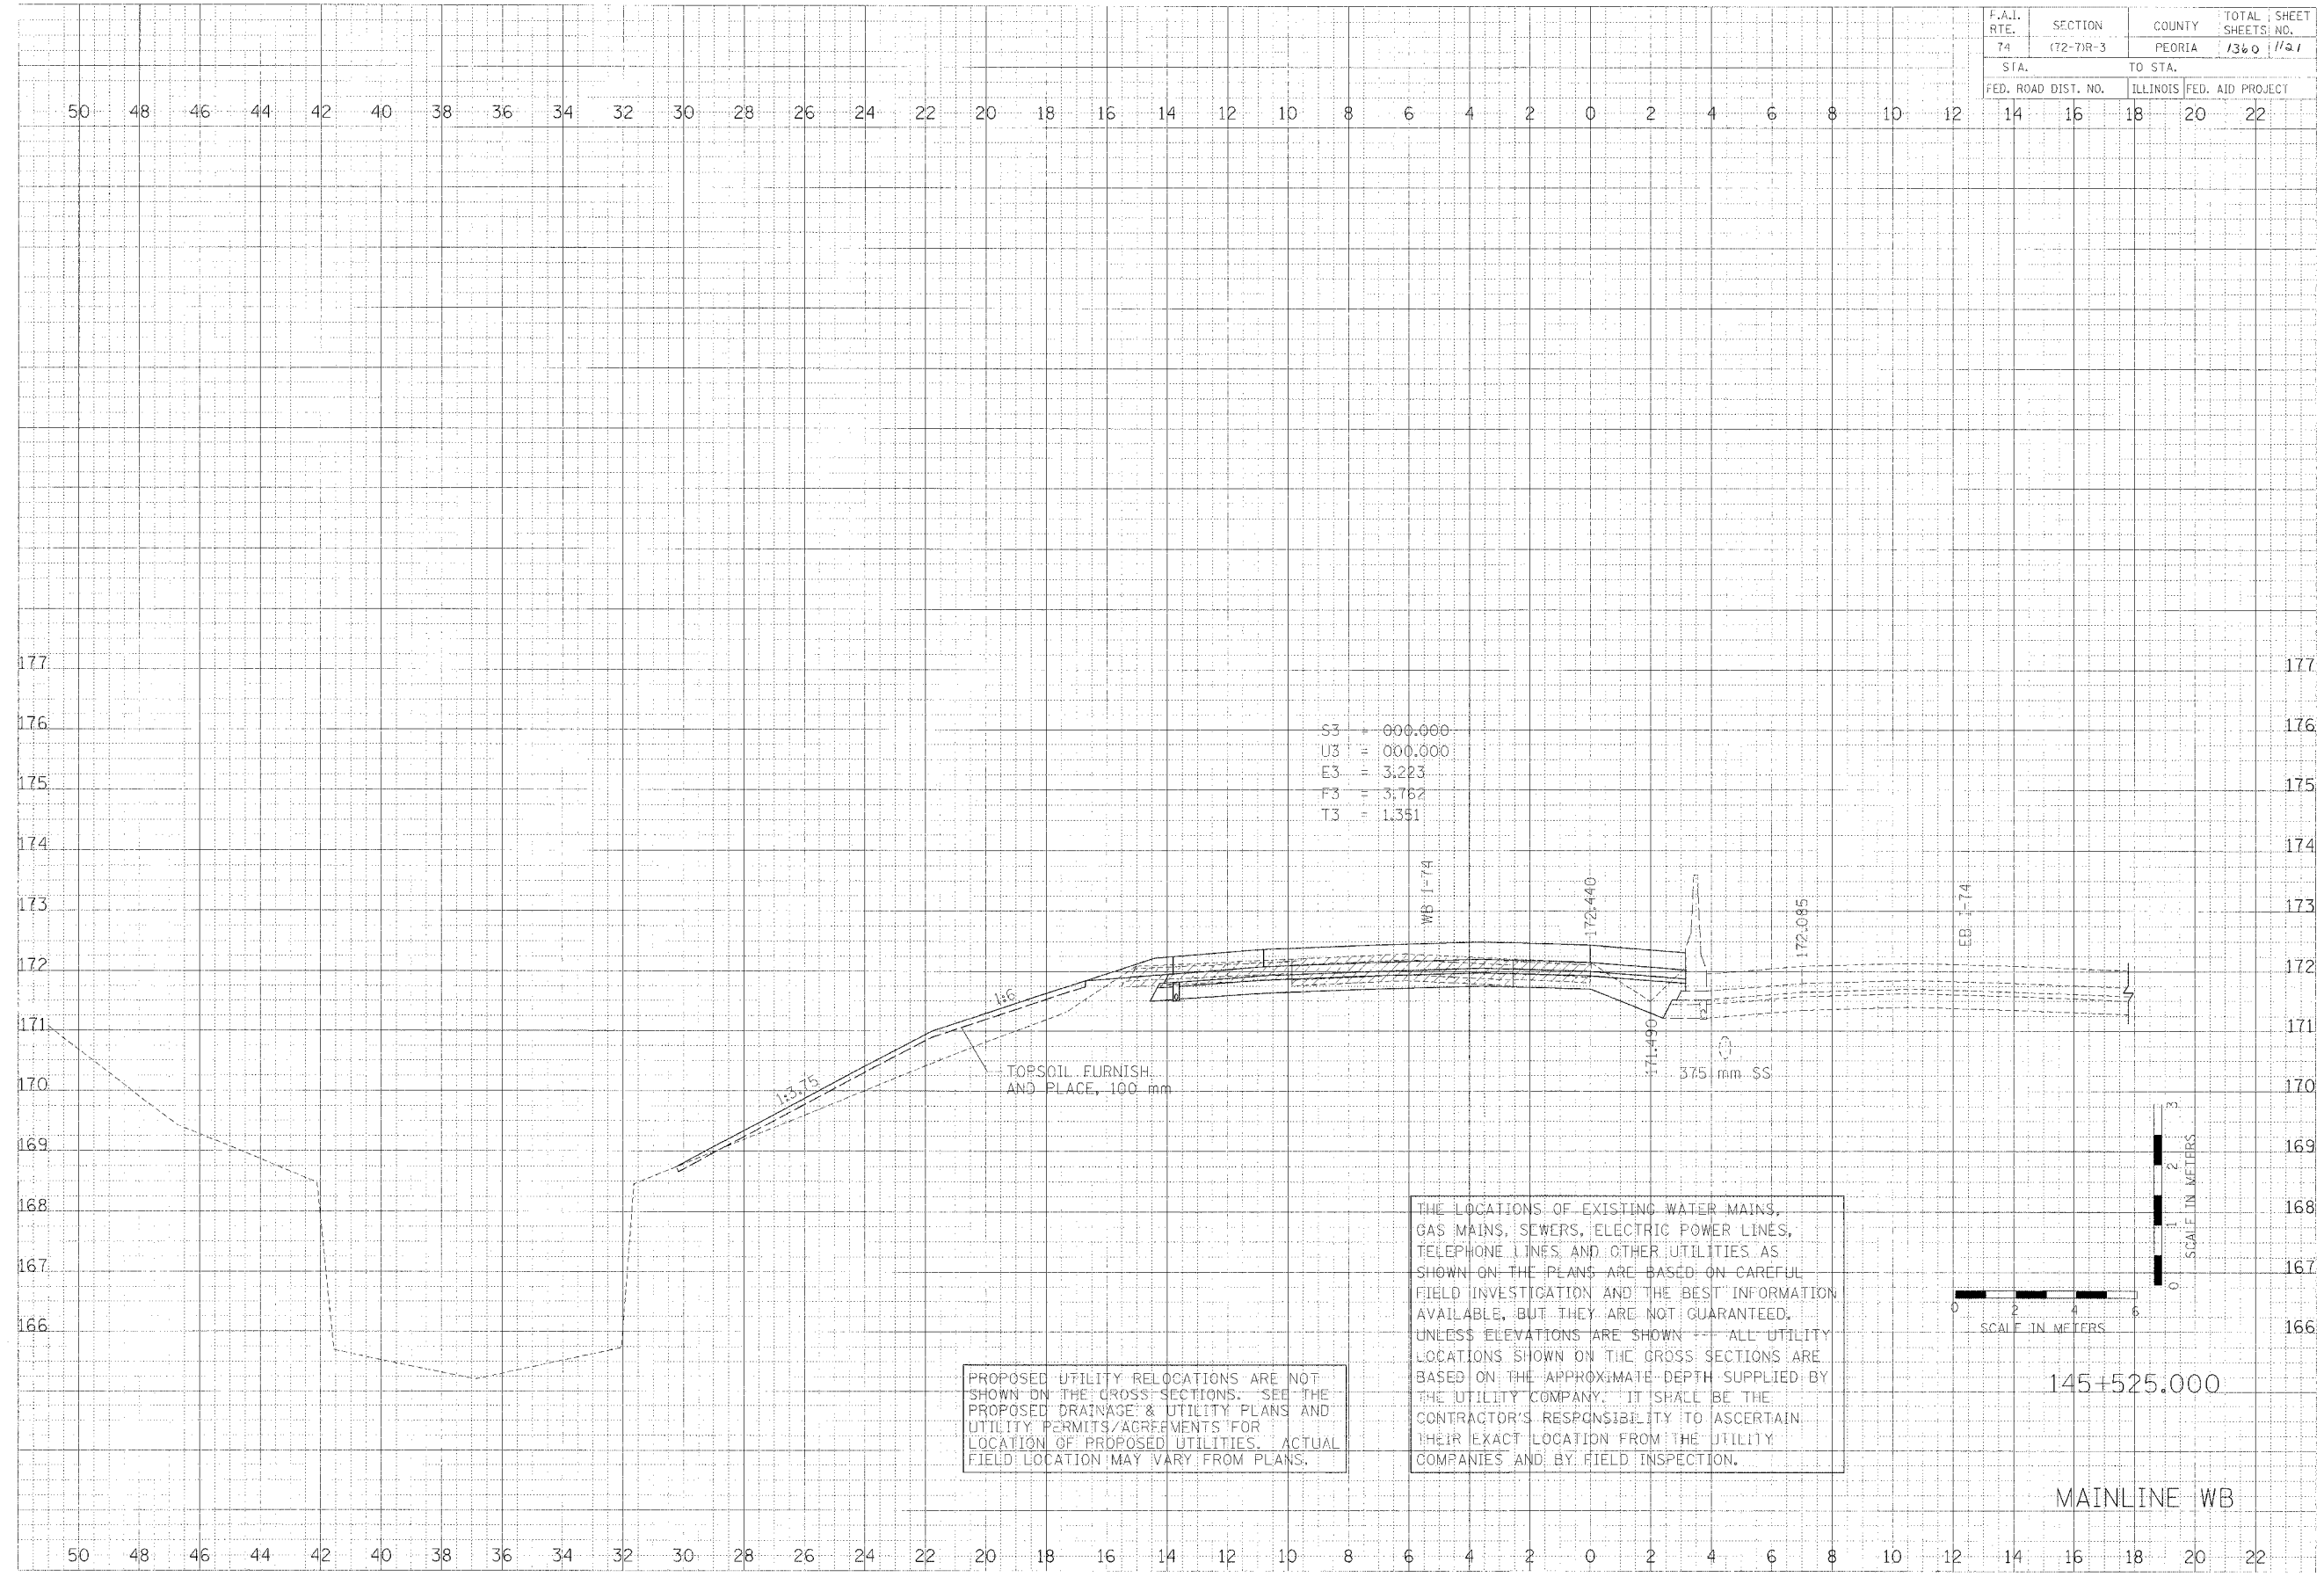 F.A.I. RTE. SECTION COUNTY TOTAL SHEETS SHEET NO.
74 (72-7)R-3 PEORIA 1360 1121
STA. TO STA.
FED. ROAD DIST. NO. ILLINOIS FED. AID PROJECT
50 48 46 44 42 40 38 36 34 32 30 28 26 24 22 20 18 16 14 12 10 8 6 4 2 0 2 4 6 8 10 12 14 16 18 20 22
177 177
176 176
S3 = 000.000
U3 = 000.000
E3 = 3.223
F3 = 3.762
T3 = 1.351
175 175
174 174
WB I-74
172.440
172.085
EB I-74
173 173
172 172
1:6
171 171
171.490
375 mm SS
TOPSOIL FURNISH
AND PLACE, 100 mm
1:3.75
170 170
169 169
168 168
167 167
166 166
THE LOCATIONS OF EXISTING WATER MAINS,
GAS MAINS, SEWERS, ELECTRIC POWER LINES,
TELEPHONE LINES AND OTHER UTILITIES AS
SHOWN ON THE PLANS ARE BASED ON CAREFUL
FIELD INVESTIGATION AND THE BEST INFORMATION
AVAILABLE, BUT THEY ARE NOT GUARANTEED.
UNLESS ELEVATIONS ARE SHOWN --- ALL UTILITY
LOCATIONS SHOWN ON THE CROSS SECTIONS ARE
BASED ON THE APPROXIMATE DEPTH SUPPLIED BY
THE UTILITY COMPANY. IT SHALL BE THE
CONTRACTOR'S RESPONSIBILITY TO ASCERTAIN
THEIR EXACT LOCATION FROM THE UTILITY
COMPANIES AND BY FIELD INSPECTION.
PROPOSED UTILITY RELOCATIONS ARE NOT
SHOWN ON THE CROSS SECTIONS. SEE THE
PROPOSED DRAINAGE & UTILITY PLANS AND
UTILITY PERMITS/AGREEMENTS FOR
LOCATION OF PROPOSED UTILITIES. ACTUAL
FIELD LOCATION MAY VARY FROM PLANS.
0 1 2 3
SCALE IN METERS
0 2 4 6
SCALE IN METERS
145+525.000
MAINLINE WB
50 48 46 44 42 40 38 36 34 32 30 28 26 24 22 20 18 16 14 12 10 8 6 4 2 0 2 4 6 8 10 12 14 16 18 20 22